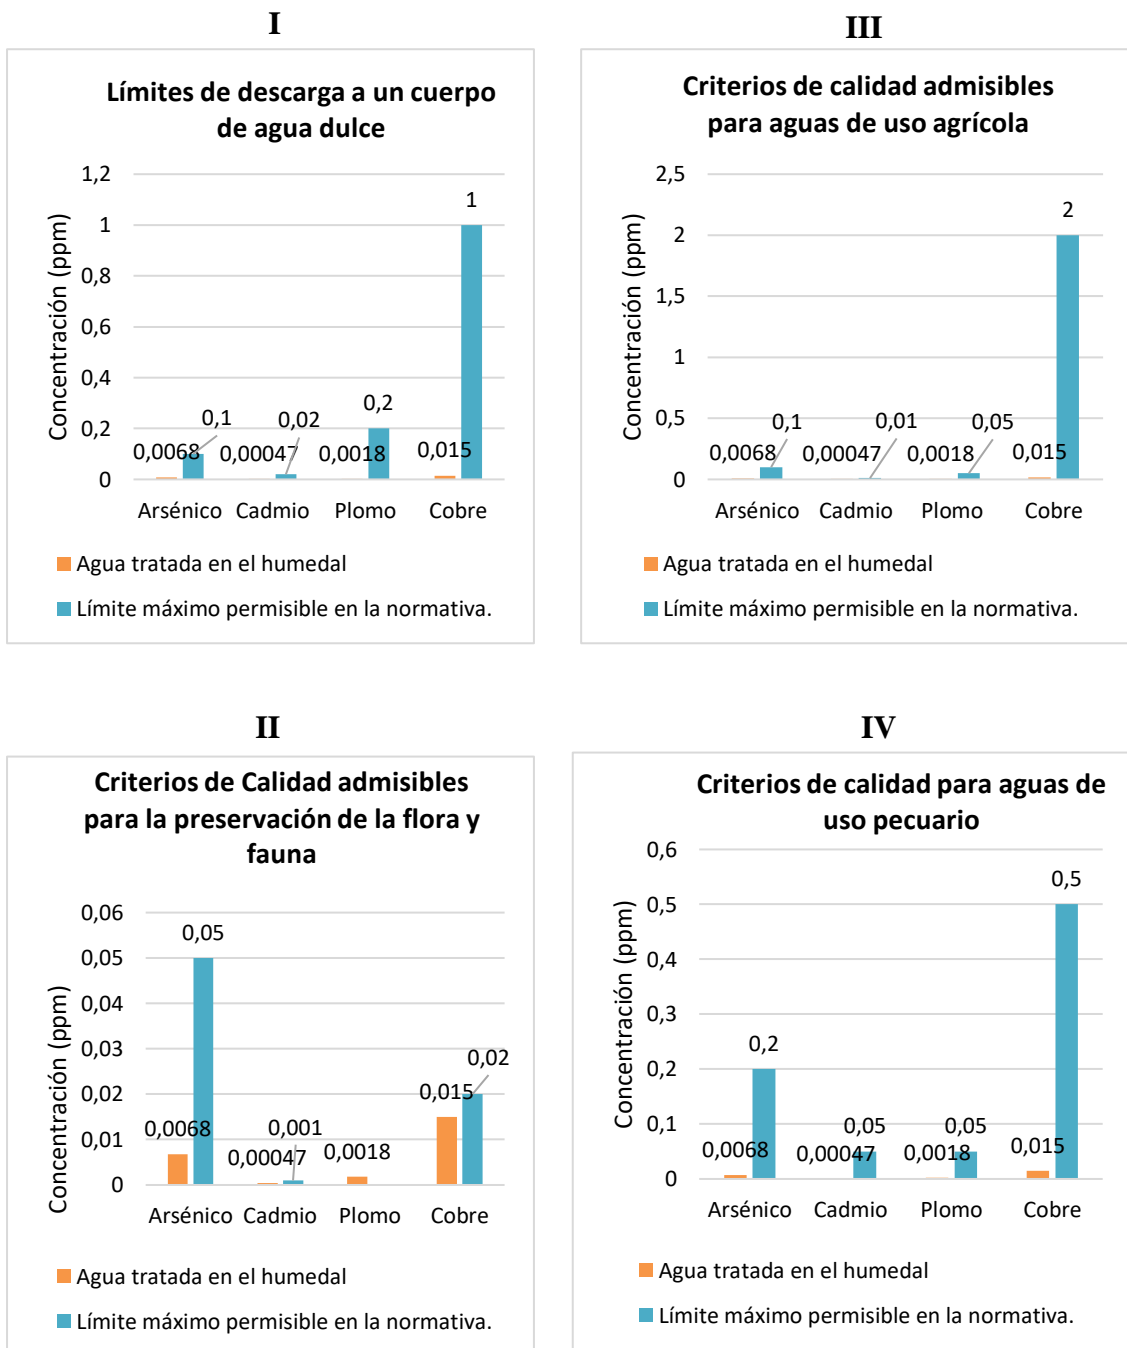 I
Límites de descarga a un cuerpo
de agua dulce
Concentración (ppm)
1,2
1
0,8
0,6
0,4
0,2
0
0,0068
0,1
0,00047
0,02
0,0018
0,2
0,015
1
Arsénico Cadmio Plomo Cobre
Agua tratada en el humedal
Límite máximo permisible en la normativa.
III
Criterios de calidad admisibles
para aguas de uso agrícola
Concentración (ppm)
2,5
2
1,5
1
0,5
0
0,0068
0,1
0,00047
0,01
0,0018
0,05
0,015
2
Arsénico Cadmio Plomo Cobre
Agua tratada en el humedal
Límite máximo permisible en la normativa.
II
Criterios de Calidad admisibles
para la preservación de la flora y
fauna
Concentración (ppm)
0,06
0,05
0,04
0,03
0,02
0,01
0
0,0068
0,05
0,00047
0,001
0,0018
0,015
0,02
Arsénico Cadmio Plomo Cobre
Agua tratada en el humedal
Límite máximo permisible en la normativa.
IV
Criterios de calidad para aguas de
uso pecuario
Concentración (ppm)
0,6
0,5
0,4
0,3
0,2
0,1
0
0,0068
0,2
0,00047
0,05
0,0018
0,05
0,015
0,5
Arsénico Cadmio Plomo Cobre
Agua tratada en el humedal
Límite máximo permisible en la normativa.